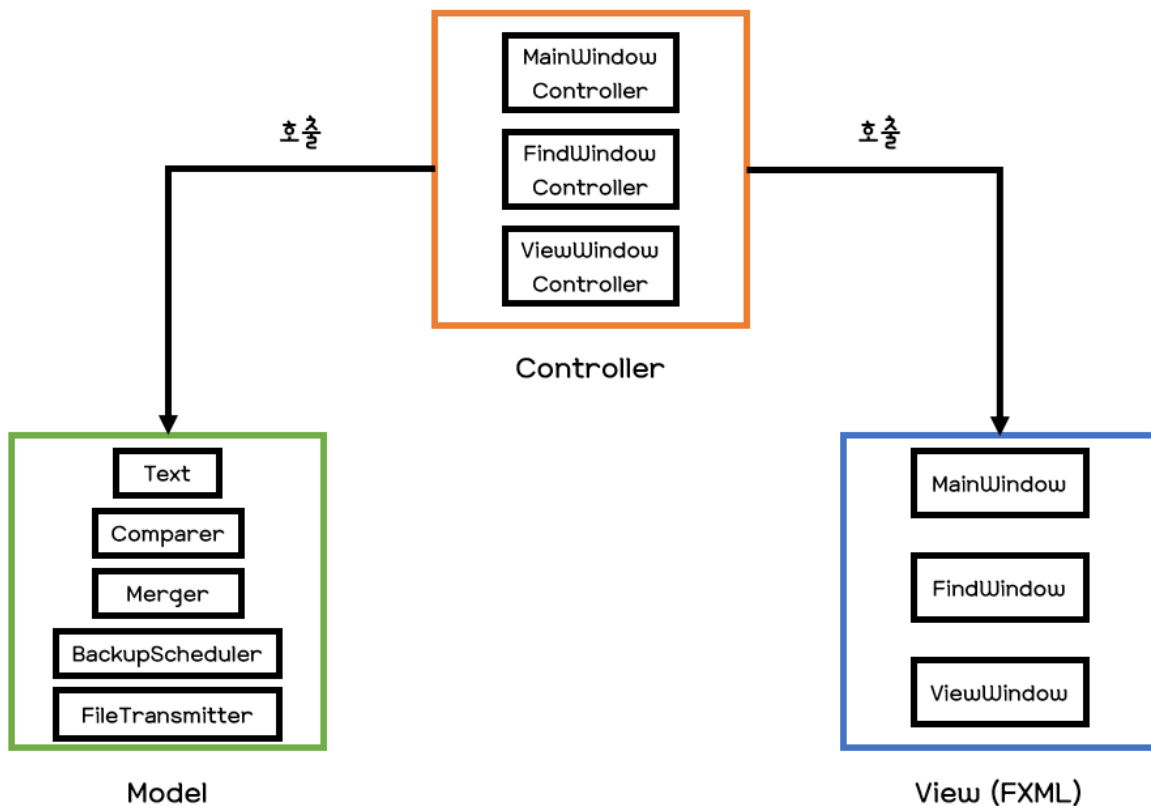 MainWindow
Controller
호출
호출
FindWindow
Controller
ViewWindow
Controller
Controller
Text
Comparer
Merger
BackupScheduler
FileTransmitter
Model
MainWindow
FindWindow
ViewWindow
View (FXML)